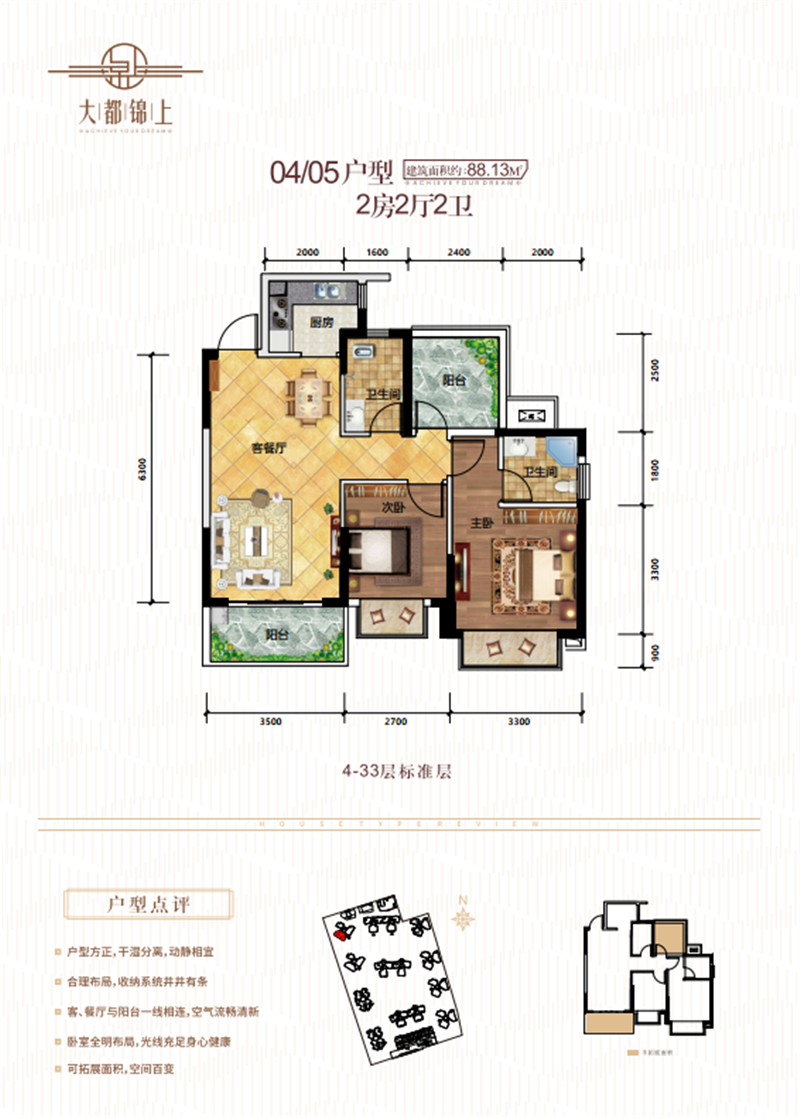 大都锦上
ACHIEVE YOUR DREAM
04/05户型 建筑面积约:88.13M²
ACHIEVE YOUR DREAM
2房2厅2卫
2000 1600 2400 2000
厨房
卫生间
阳台
2500
客餐厅
6300
1800
卫生间
次卧
主卧
3300
阳台
900
3500 2700 3300
4-33层标准层
HOUSE TYPE REVIEW
户型点评
N
户型方正,干湿分离,动静相宜
合理布局,收纳系统井井有条
客、餐厅与阳台一线相连,空气流畅清新
卧室全明布局,光线充足身心健康
可拓展面积,空间百变